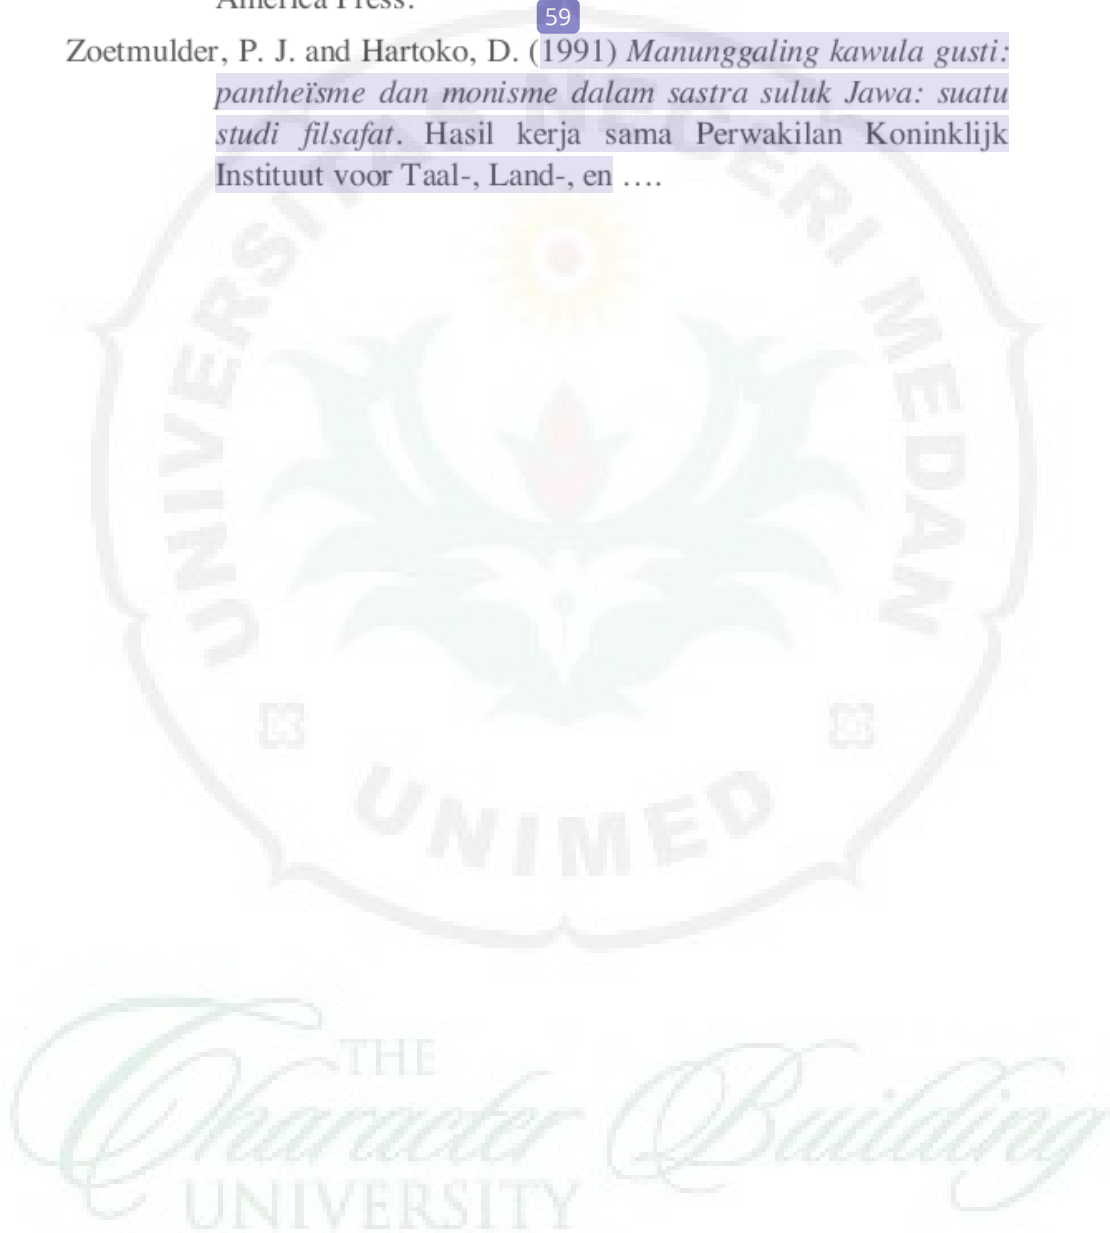 America Press.
59
Zoetmulder, P. J. and Hartoko, D. (1991) Manunggaling kawula gusti:
pantheïsme dan monisme dalam sastra suluk Jawa: suatu
studi filsafat. Hasil kerja sama Perwakilan Koninklijk
Instituut voor Taal-, Land-, en ….
UNIVERSITAS NEGERI MEDAN
UNIMED
THE
Character Building
UNIVERSITY